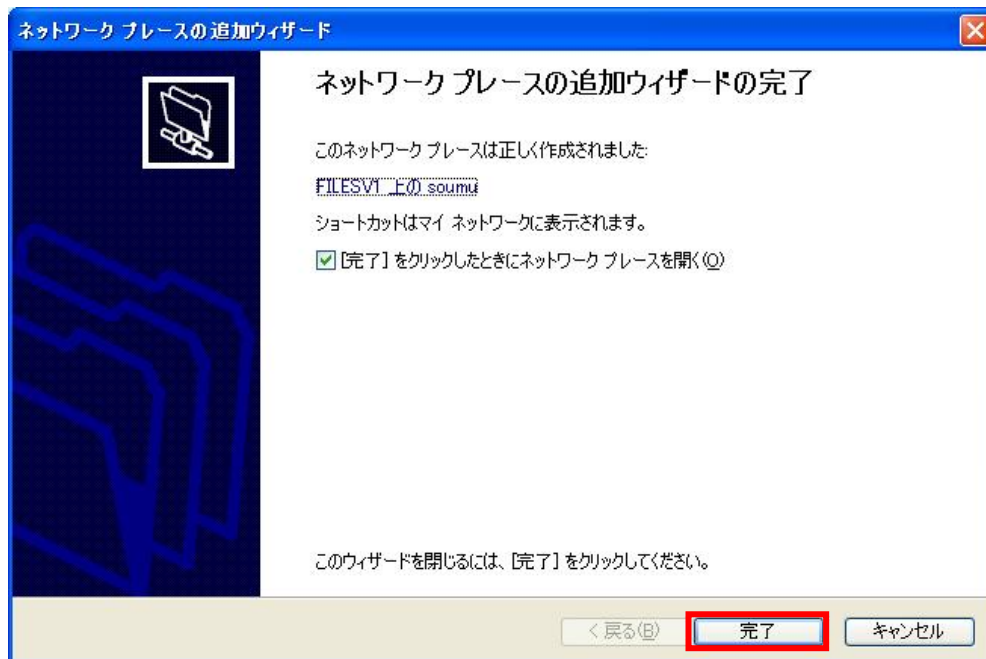 ネットワーク プレースの追加ウィザード
ネットワーク プレースの追加ウィザードの完了
このネットワーク プレースは正しく作成されました:
FILESV1 上の soumu
ショートカットはマイ ネットワークに表示されます。
[完了] をクリックしたときにネットワーク プレースを開く(O)
このウィザードを閉じるには、[完了] をクリックしてください。
< 戻る(B)
完了
キャンセル